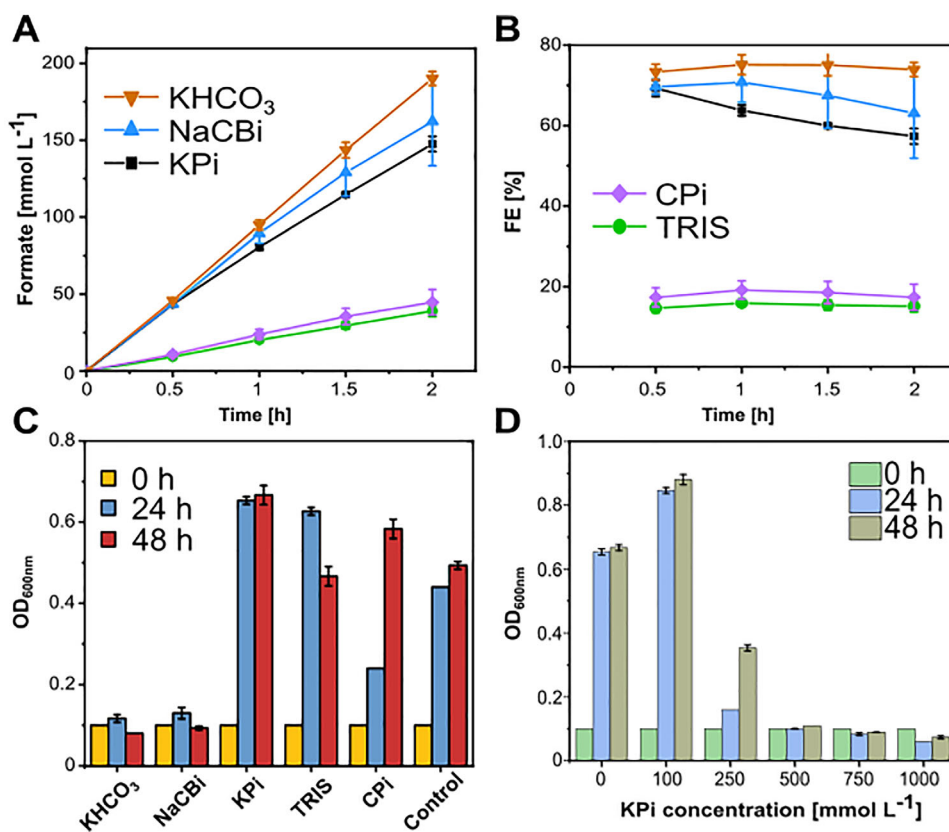 A
Formate [mmol L⁻¹]
200
150
100
50
0
KHCO₃
NaCBi
KPi
0
0.5
1
1.5
2
Time [h]
B
FE [%]
80
60
40
20
0
CPi
TRIS
0
0.5
1
1.5
2
Time [h]
C
OD₆₀₀ₙₘ
0.8
0.6
0.4
0.2
0.0
0 h
24 h
48 h
KHCO₃
NaCBi
KPi
TRIS
CPi
Control
D
OD₆₀₀ₙₘ
1.0
0.8
0.6
0.4
0.2
0.0
0 h
24 h
48 h
0
100
250
500
750
1000
KPi concentration [mmol L⁻¹]